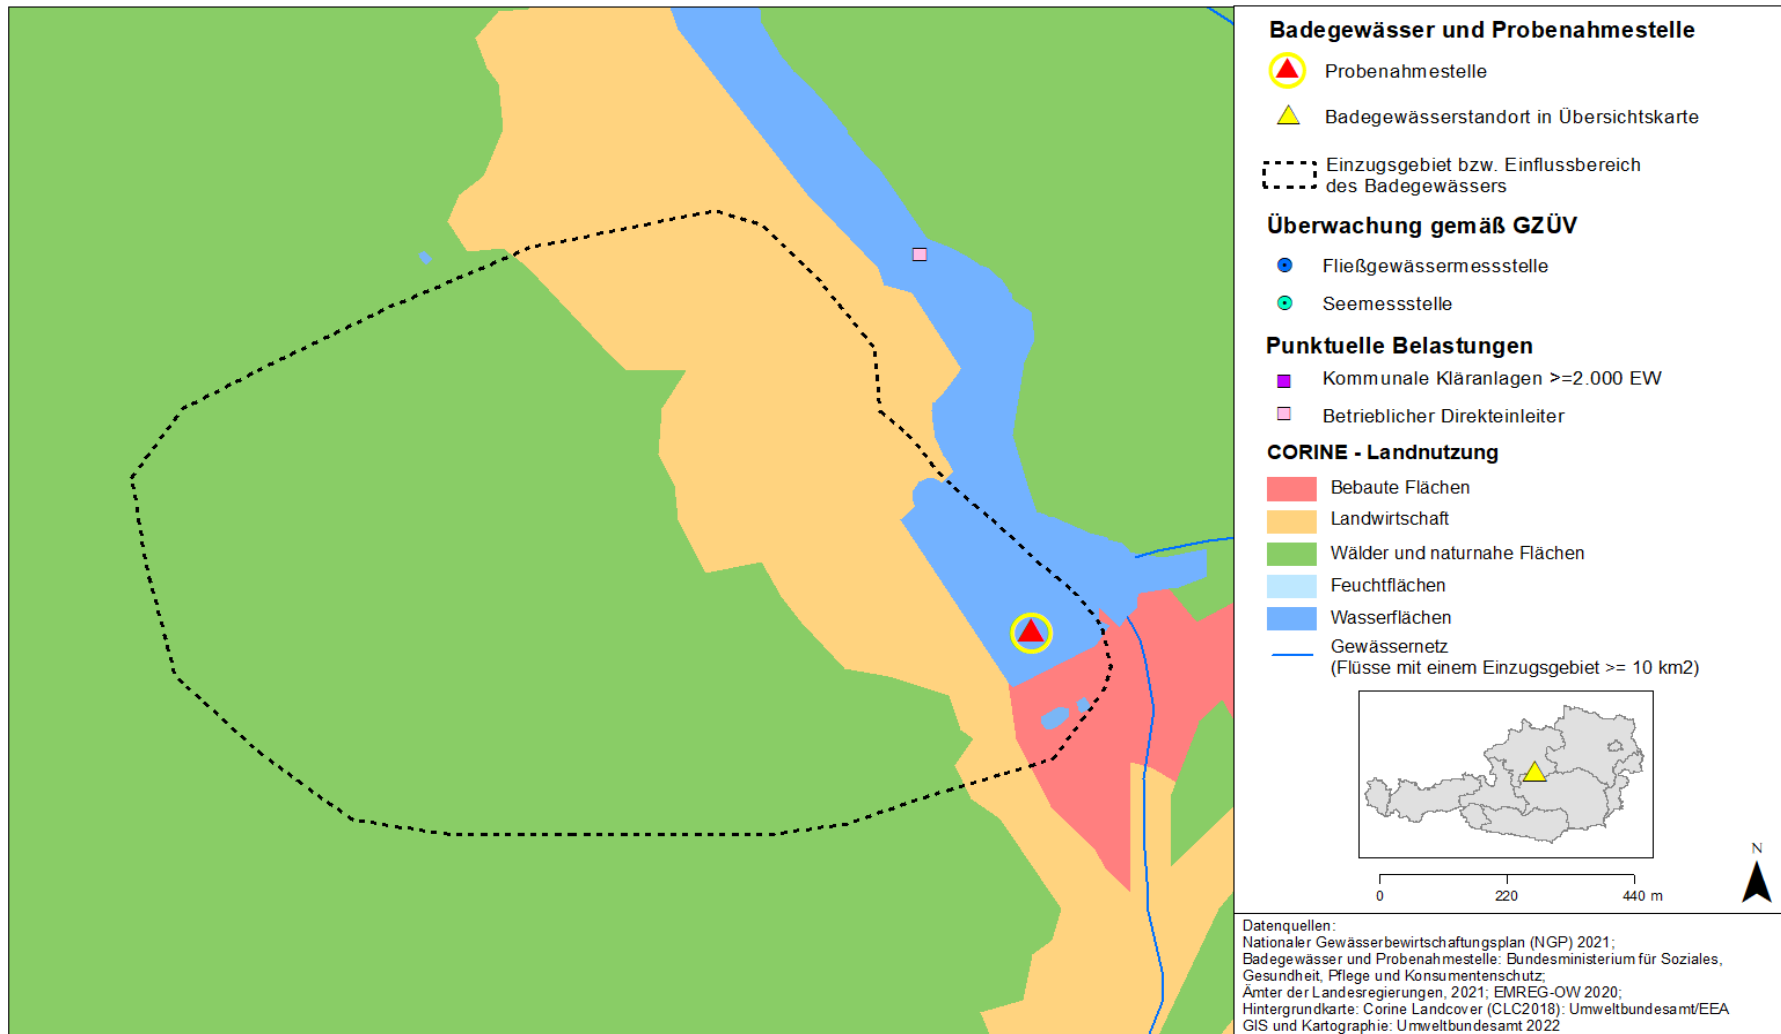 Badegewässer und Probenahmestelle
Probenahmestelle
Badegewässerstandort in Übersichtskarte
Einzugsgebiet bzw. Einflussbereich
des Badegewässers
Überwachung gemäß GZÜV
Fließgewässermessstelle
Seemessstelle
Punktuelle Belastungen
Kommunale Kläranlagen >=2.000 EW
Betrieblicher Direkteinleiter
CORINE - Landnutzung
Bebaute Flächen
Landwirtschaft
Wälder und naturnahe Flächen
Feuchtflächen
Wasserflächen
Gewässernetz
(Flüsse mit einem Einzugsgebiet >= 10 km2)
N
0 220 440 m
Datenquellen:
Nationaler Gewässerbewirtschaftungsplan (NGP) 2021;
Badegewässer und Probenahmestelle: Bundesministerium für Soziales,
Gesundheit, Pflege und Konsumentenschutz;
Ämter der Landesregierungen, 2021; EMREG-OW 2020;
Hintergrundkarte: Corine Landcover (CLC2018): Umweltbundesamt/EEA
GIS und Kartographie: Umweltbundesamt 2022